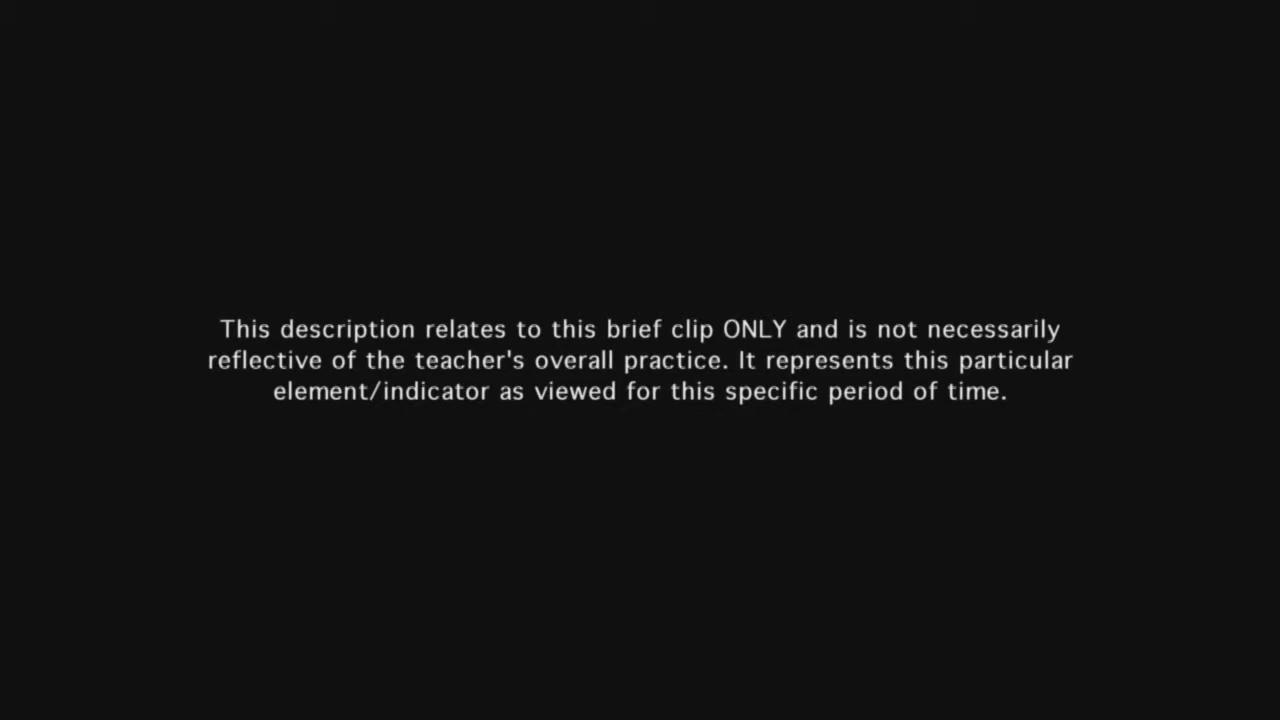 This description relates to this brief clip ONLY and is not necessarily
reflective of the teacher's overall practice. It represents this particular
element/indicator as viewed for this specific period of time.